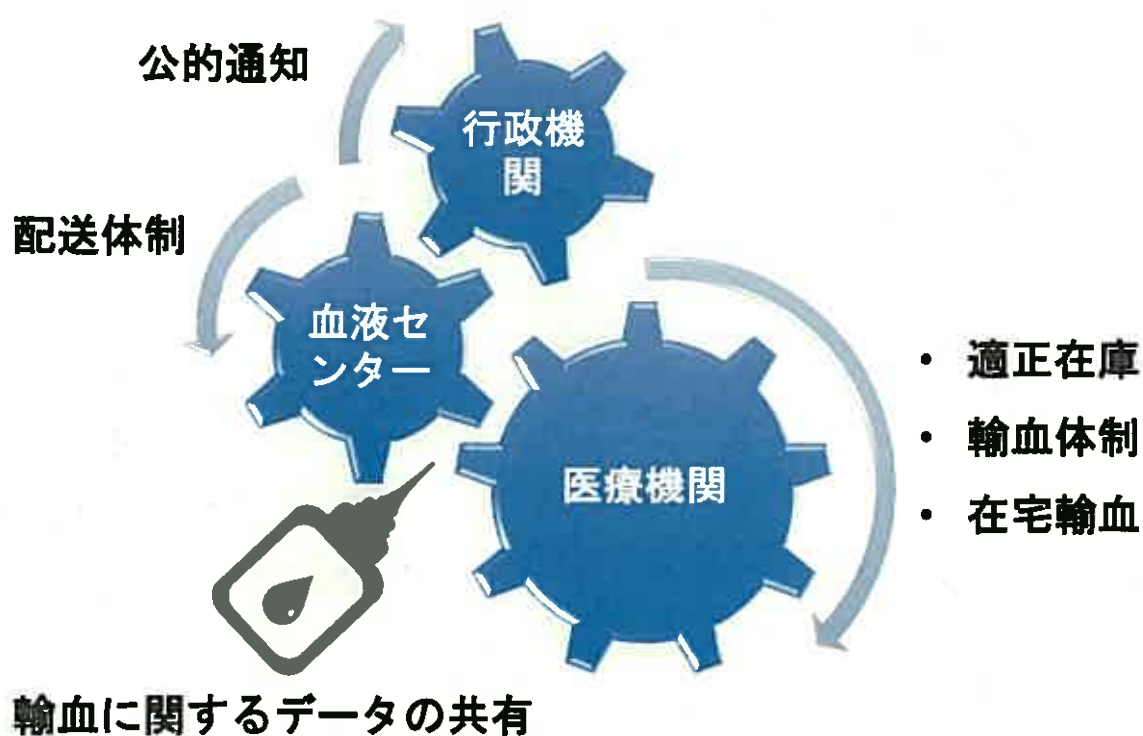 公的通知
行政機
関
配送体制
血液セ
ンター
医療機関
• 適正在庫
• 輸血体制
• 在宅輸血
輸血に関するデータの共有